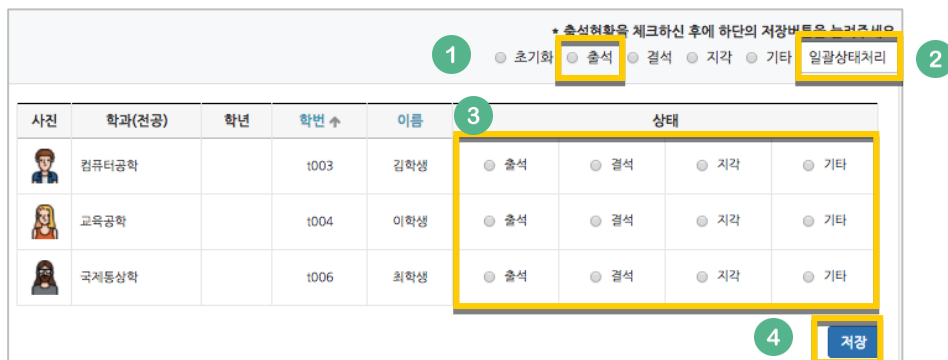 * 출석현황을 체크하신 후에 하단의 저장버튼을 눌러주세요
1 초기화 출석 결석 지각 기타 일괄상태처리 2
사진 학과(전공) 학년 학번 이름 3 상태
컴퓨터공학 t003 김학생 출석 결석 지각 기타
교육공학 t004 이학생 출석 결석 지각 기타
국제통상학 t006 최학생 출석 결석 지각 기타
4 저장